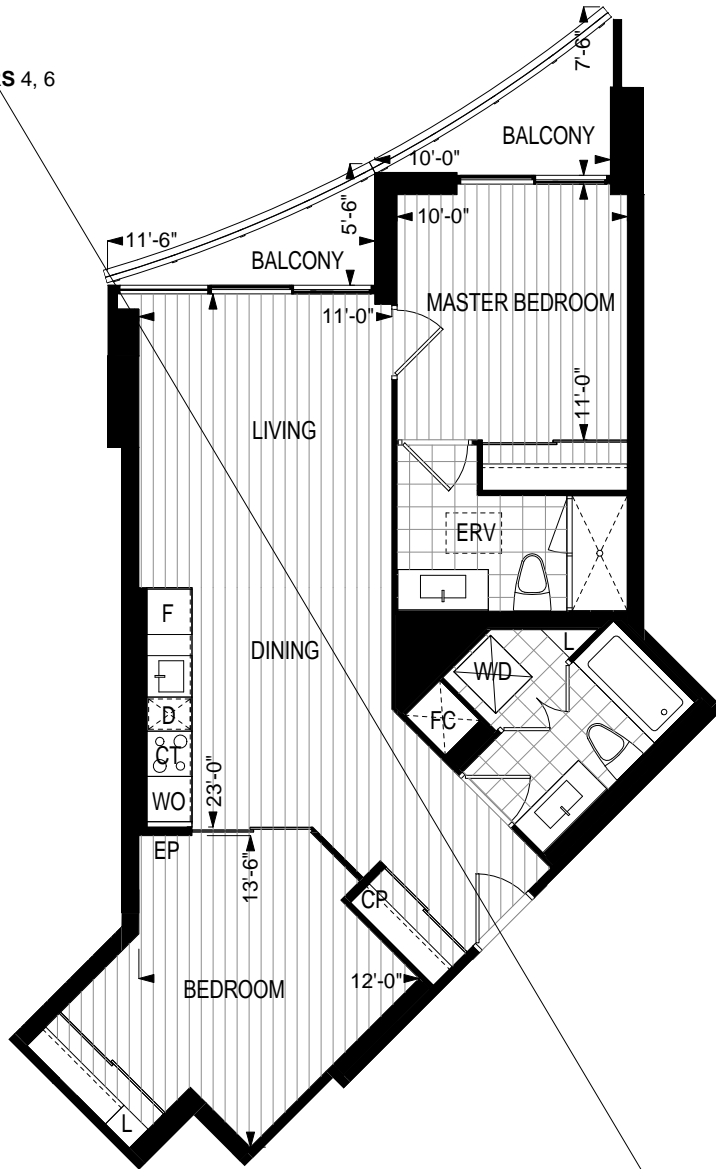 7'-6"
RS 4, 6
BALCONY
10'-0"
5'-6"
10'-0"
11'-6"
BALCONY
MASTER BEDROOM
11'-0"
11'-0"
LIVING
ERV
F
DINING
L
W/D
D
FC
CT
WO
23'-0"
EP
13'-6"
CP
BEDROOM
12'-0"
L